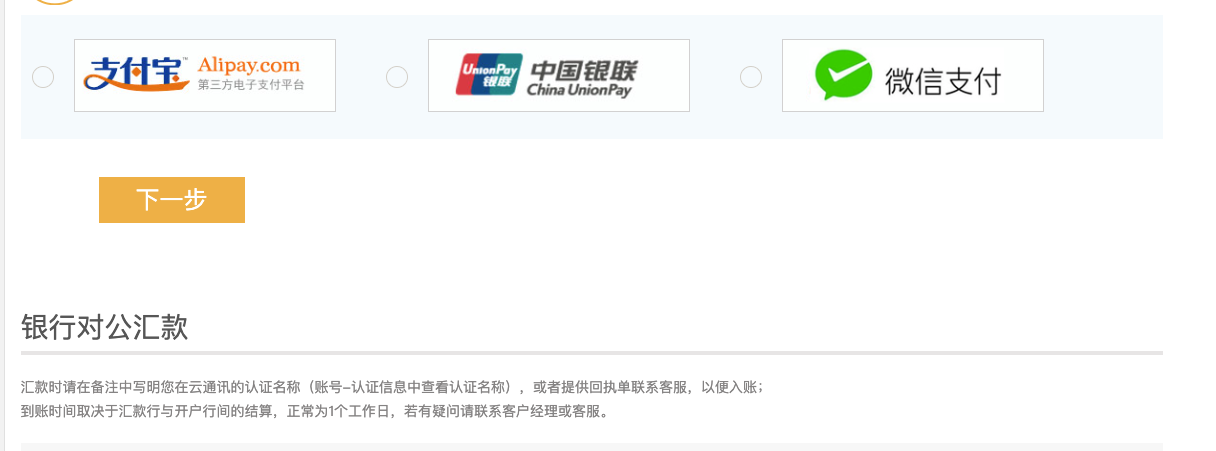 支付宝™ Alipay.com
第三方电子支付平台
UnionPay 银联 中国银联
China UnionPay
微信支付
下一步
银行对公汇款
汇款时请在备注中写明您在云通讯的认证名称（账号-认证信息中查看认证名称），或者提供回执单联系客服，以便入账；
到账时间取决于汇款行与开户行间的结算，正常为1个工作日，若有疑问请联系客户经理或客服。